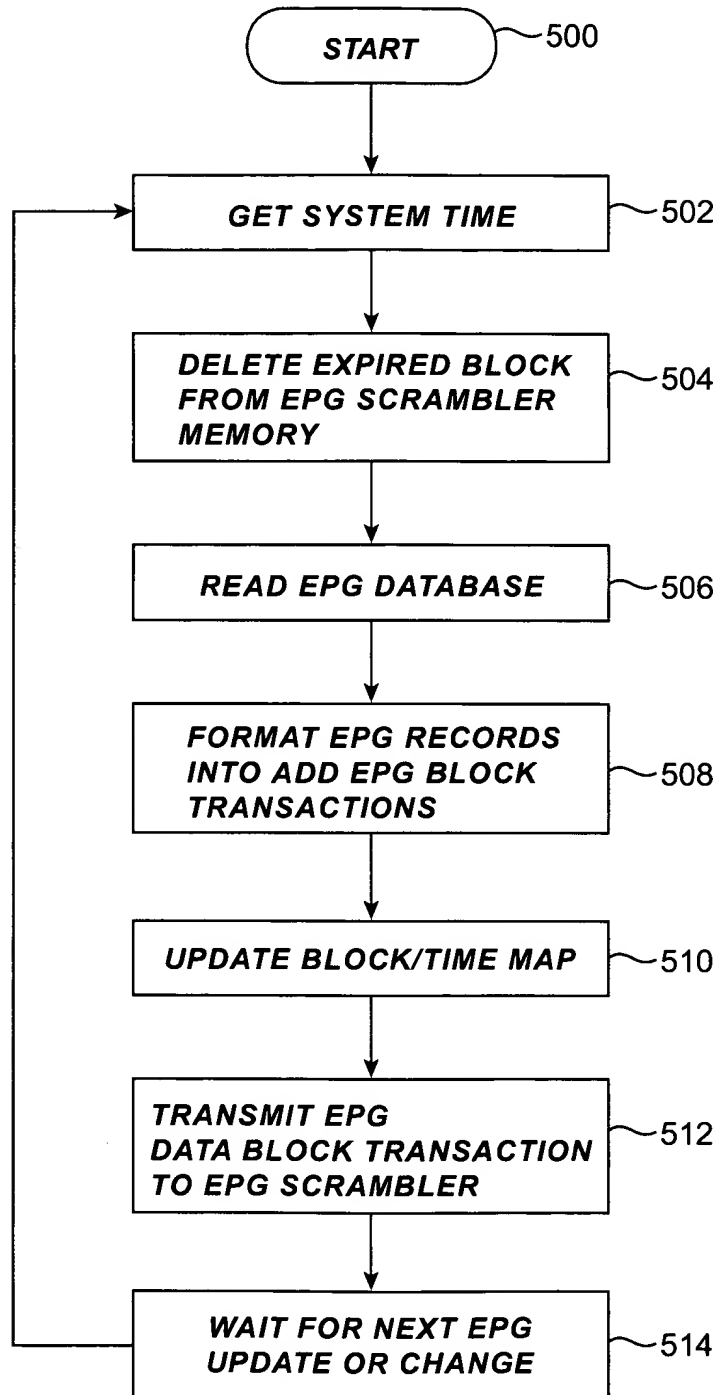 START
500
GET SYSTEM TIME
502
DELETE EXPIRED BLOCK
FROM EPG SCRAMBLER
MEMORY
504
READ EPG DATABASE
506
FORMAT EPG RECORDS
INTO ADD EPG BLOCK
TRANSACTIONS
508
UPDATE BLOCK/TIME MAP
510
TRANSMIT EPG
DATA BLOCK TRANSACTION
TO EPG SCRAMBLER
512
WAIT FOR NEXT EPG
UPDATE OR CHANGE
514